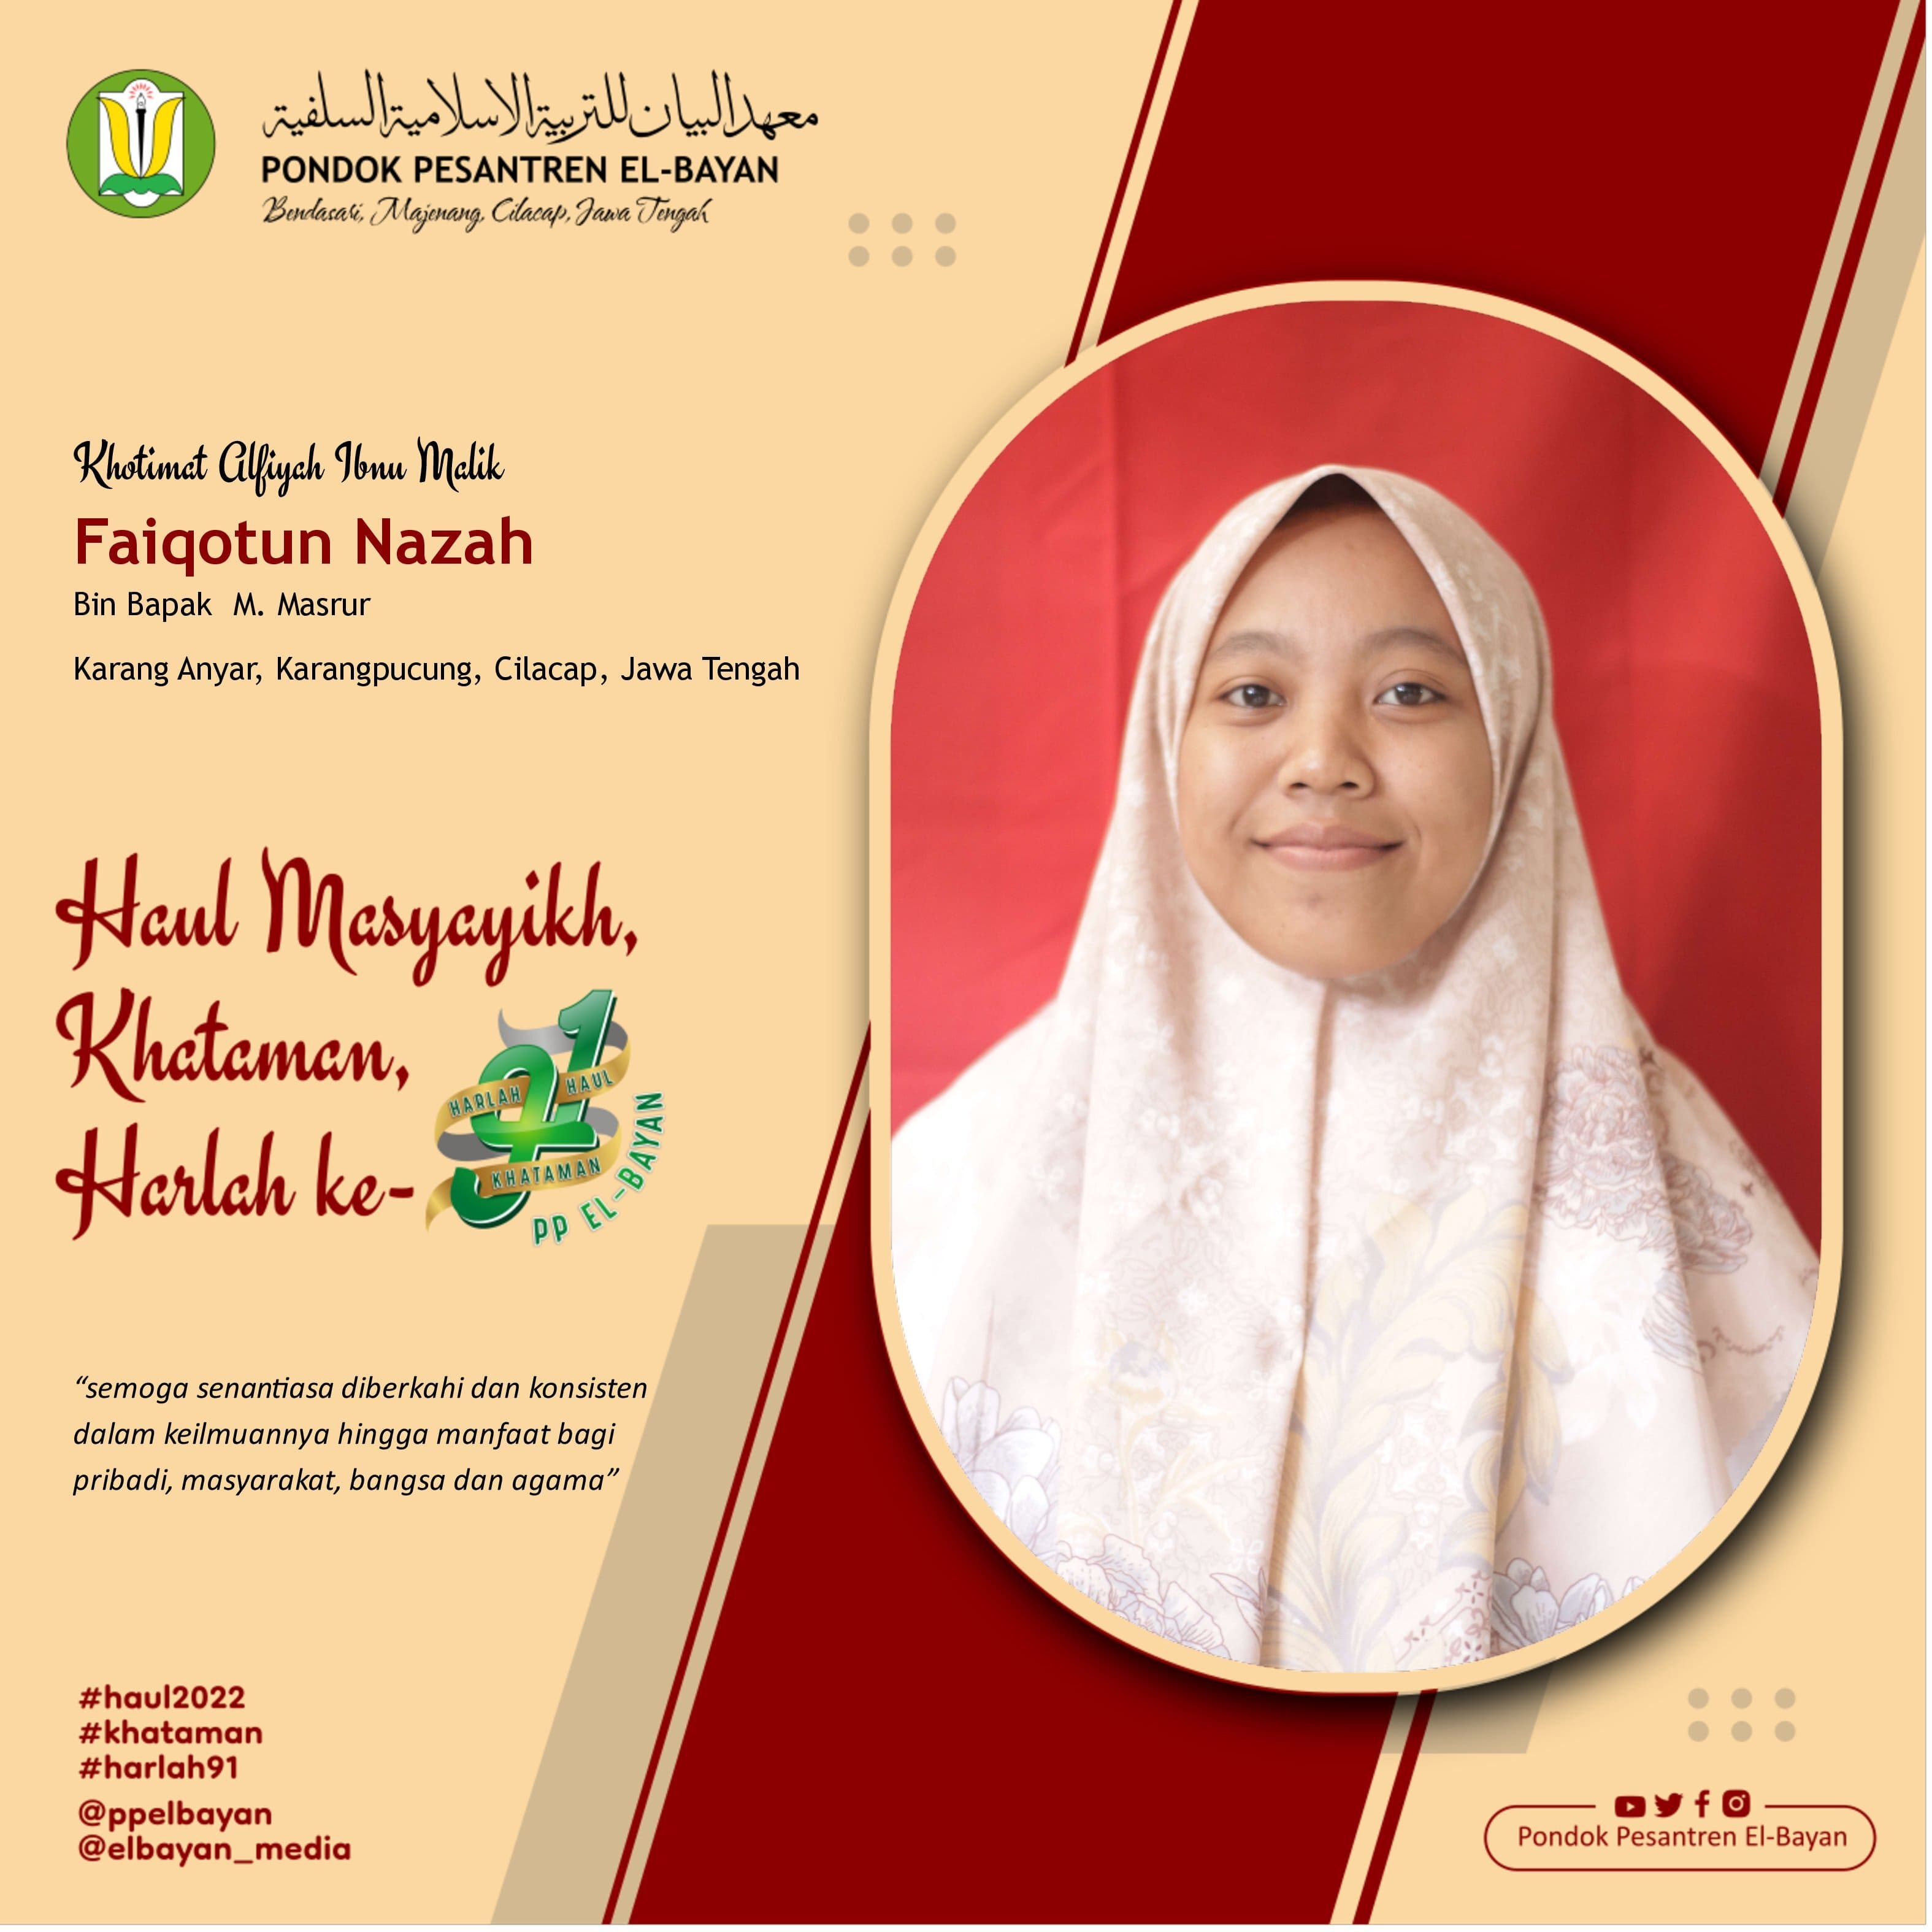 معهد البيان للتربية الاسلامية السلفية
PONDOK PESANTREN EL-BAYAN
Bendasari, Majenang, Cilacap, Jawa Tengah
Khotimat Alfiyah Ibnu Malik
Faiqotun Nazah
Bin Bapak M. Masrur
Karang Anyar, Karangpucung, Cilacap, Jawa Tengah
Haul Masyayikh,
Khataman,
Harlah ke-
91
HARLAH HAUL
KHATAMAN
PP EL-BAYAN
“semoga senantiasa diberkahi dan konsisten
dalam keilmuannya hingga manfaat bagi
pribadi, masyarakat, bangsa dan agama”
#haul2022
#khataman
#harlah91
@ppelbayan
@elbayan_media
Pondok Pesantren El-Bayan